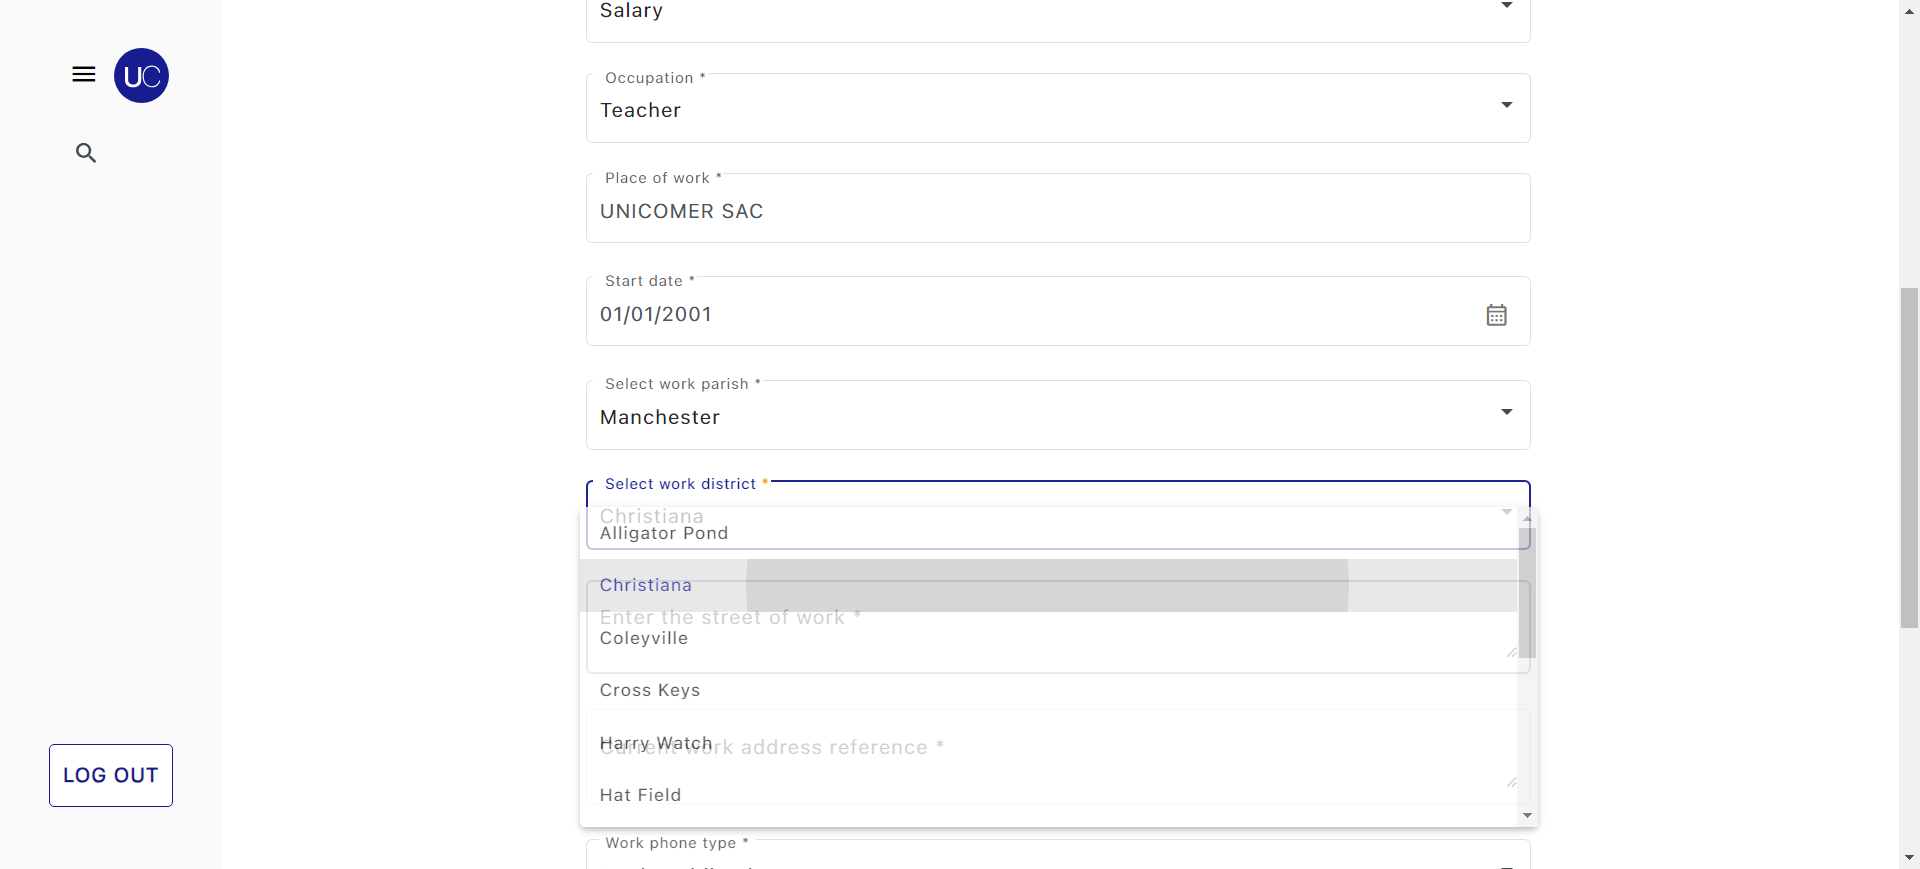 Salary
UC
Occupation *
Teacher
Place of work *
UNICOMER SAC
Start date *
01/01/2001
Select work parish *
Manchester
Select work district *
Christiana
Alligator Pond
Christiana
Enter the street of work *
Coleyville
Cross Keys
Harry Watch
Current work address reference *
Hat Field
LOG OUT
Work phone type *